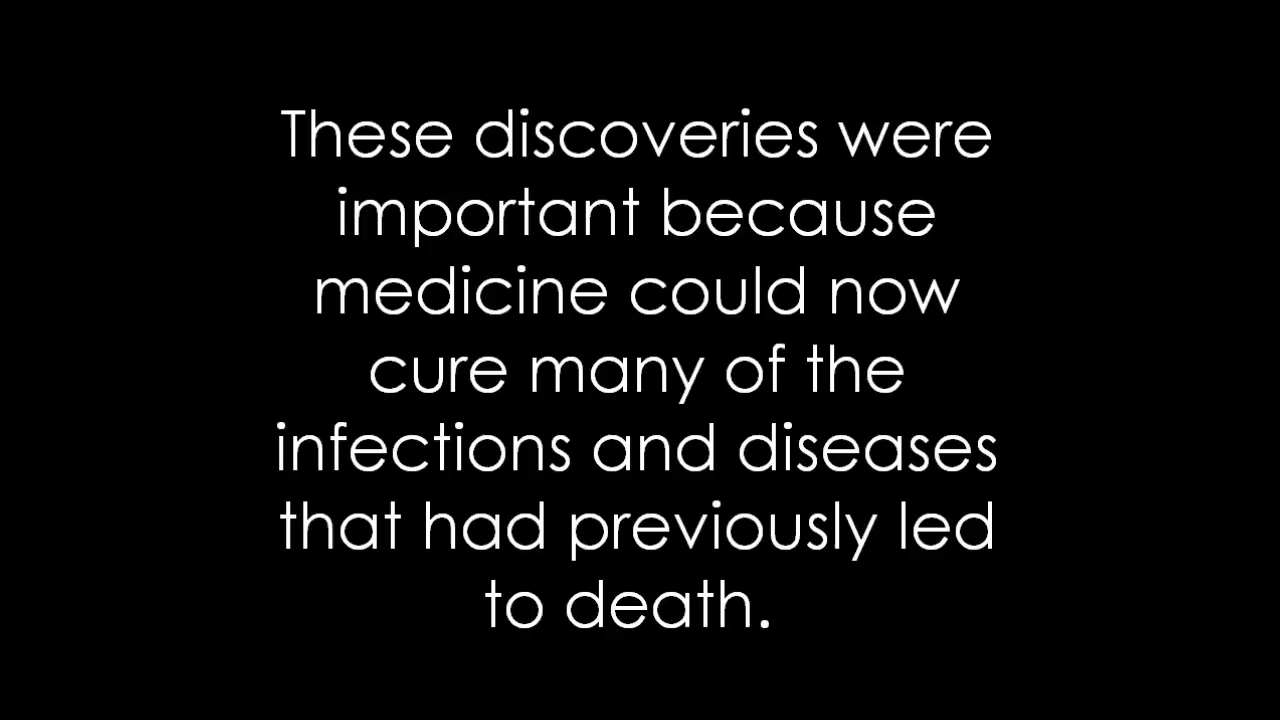 These discoveries were
important because
medicine could now
cure many of the
infections and diseases
that had previously led
to death.